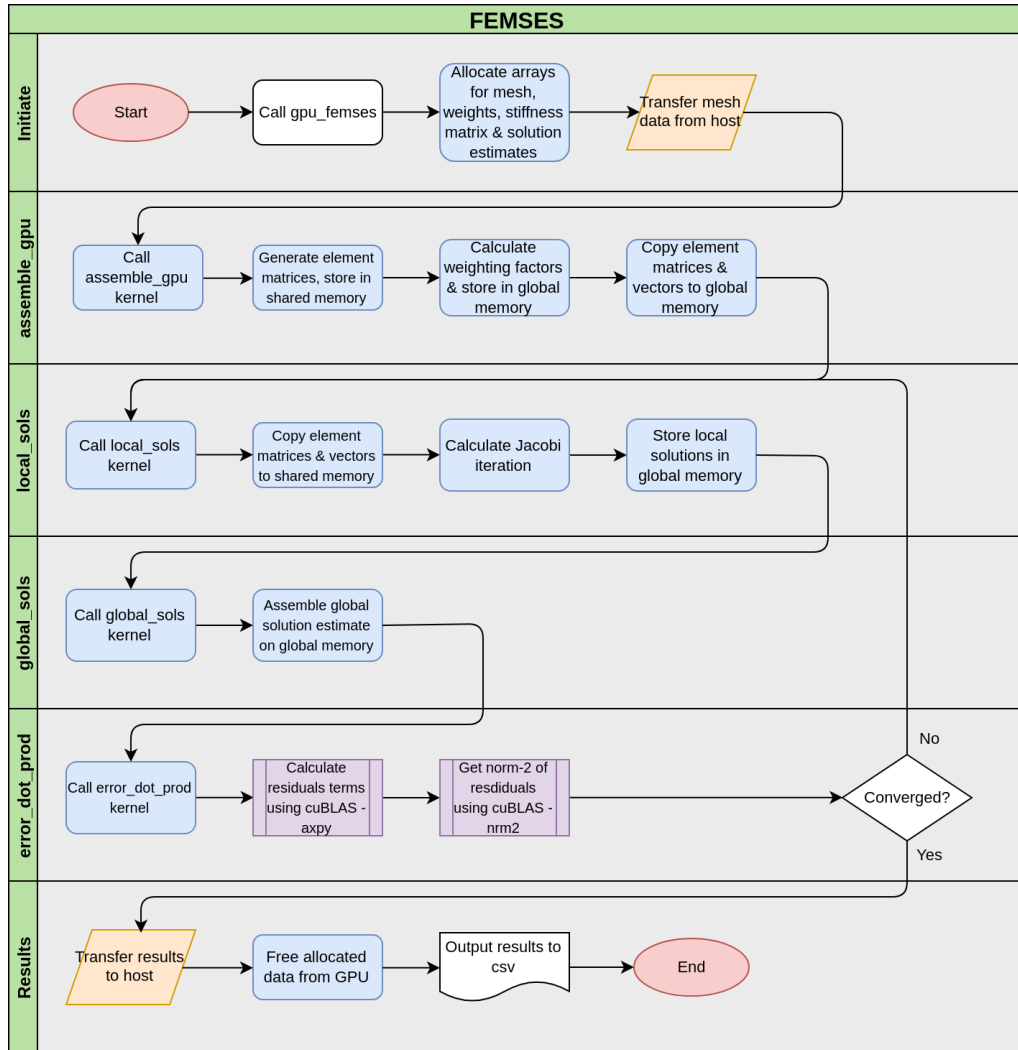 FEMSES
Initiate
Start
Call gpu_femses
Allocate arrays
for mesh,
weights, stiffness
matrix & solution
estimates
Transfer mesh
data from host
assemble_gpu
Call
assemble_gpu
kernel
Generate element
matrices, store in
shared memory
Calculate
weighting factors
& store in global
memory
Copy element
matrices &
vectors to global
memory
local_sols
Call local_sols
kernel
Copy element
matrices & vectors
to shared memory
Calculate Jacobi
iteration
Store local
solutions in
global memory
global_sols
Call global_sols
kernel
Assemble global
solution estimate
on global memory
error_dot_prod
Call error_dot_prod
kernel
Calculate
residuals terms
using cuBLAS -
axpy
Get norm-2 of
resdiduals
using cuBLAS -
nrm2
No
Converged?
Yes
Results
Transfer results
to host
Free allocated
data from GPU
Output results to
csv
End